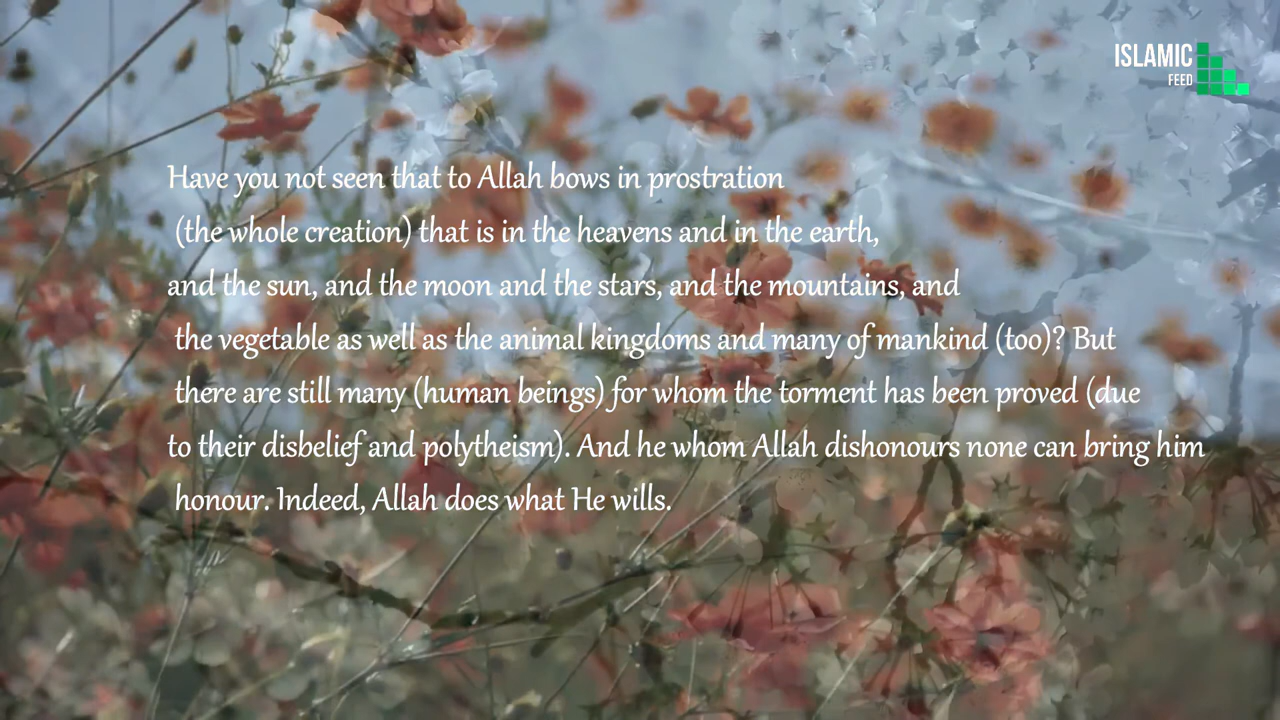 ISLAMIC
FEED
Have you not seen that to Allah bows in prostration
(the whole creation) that is in the heavens and in the earth,
and the sun, and the moon and the stars, and the mountains, and
the vegetable as well as the animal kingdoms and many of mankind (too)? But
there are still many (human beings) for whom the torment has been proved (due
to their disbelief and polytheism). And he whom Allah dishonours none can bring him
honour. Indeed, Allah does what He wills.